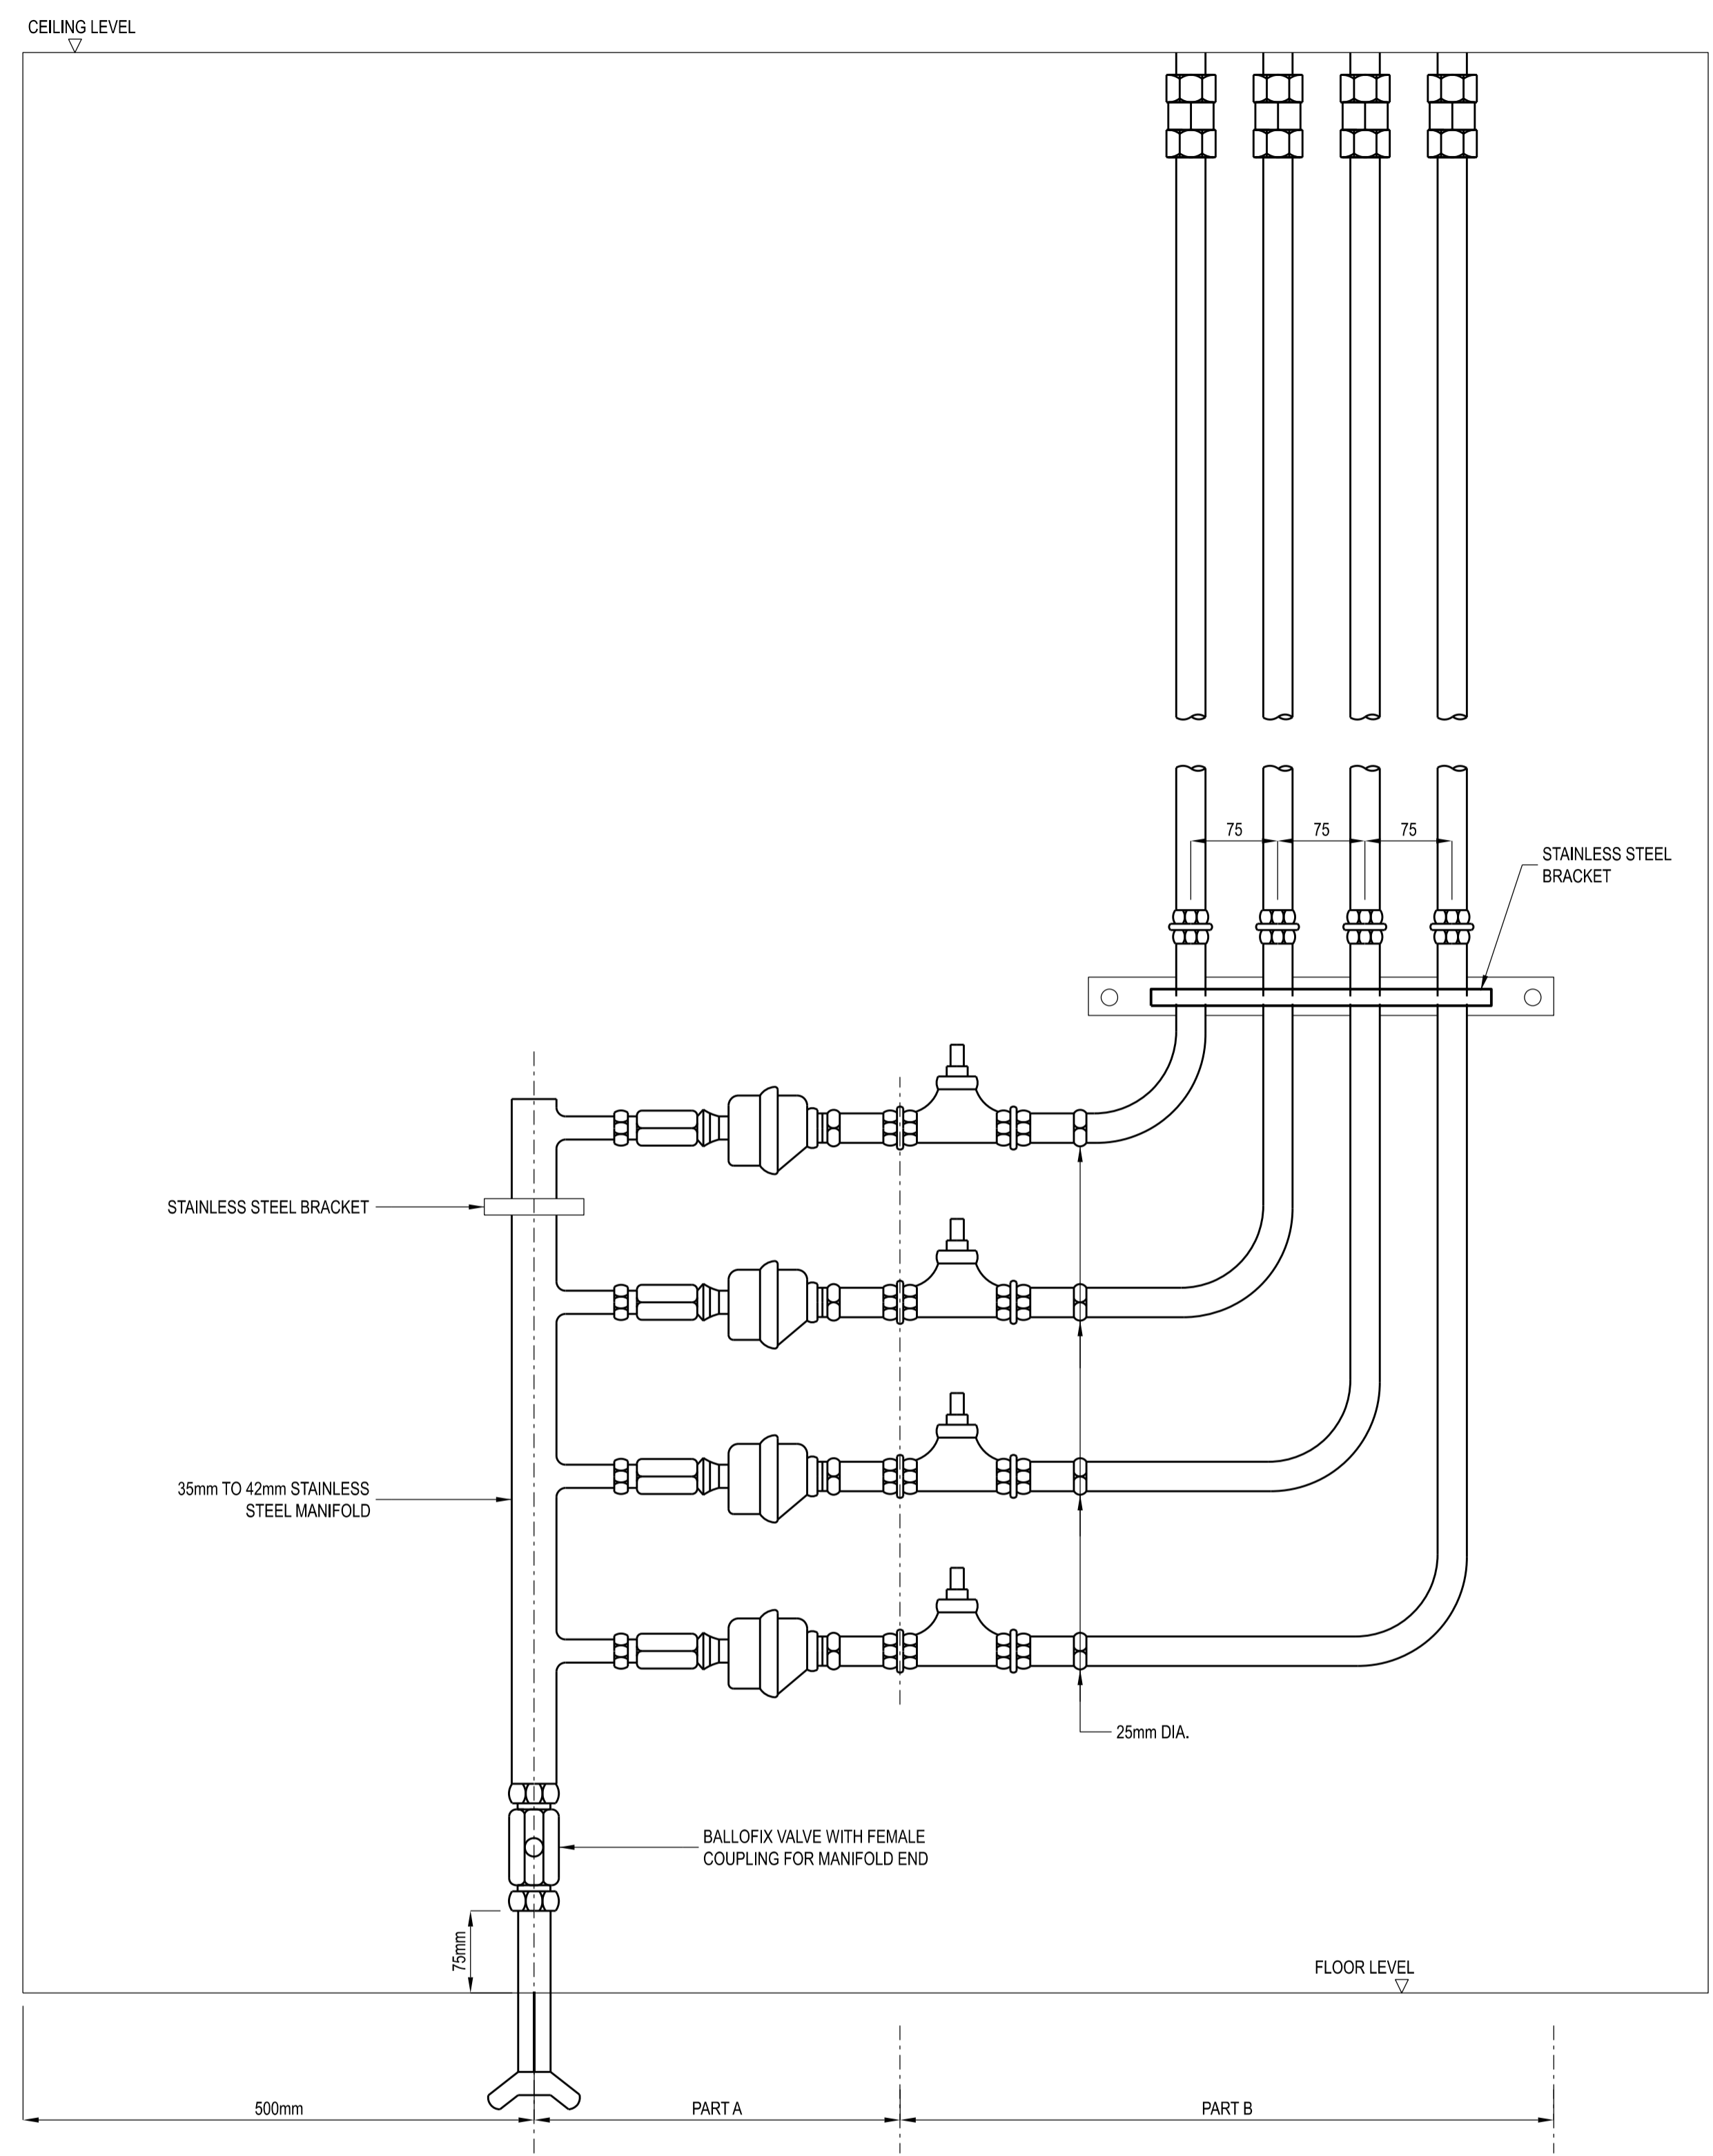 CEILING LEVEL
75
75
75
STAINLESS STEEL
BRACKET
STAINLESS STEEL BRACKET
35mm TO 42mm STAINLESS
STEEL MANIFOLD
25mm DIA.
BALLOFIX VALVE WITH FEMALE
COUPLING FOR MANIFOLD END
75mm
FLOOR LEVEL
500mm
PART A
PART B